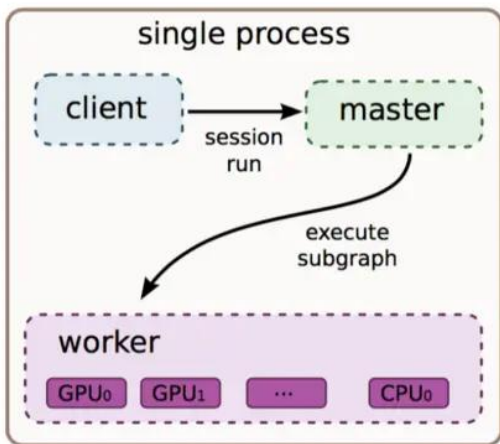 single process
client
master
session
run
execute
subgraph
worker
GPU₀ GPU₁ ... CPU₀